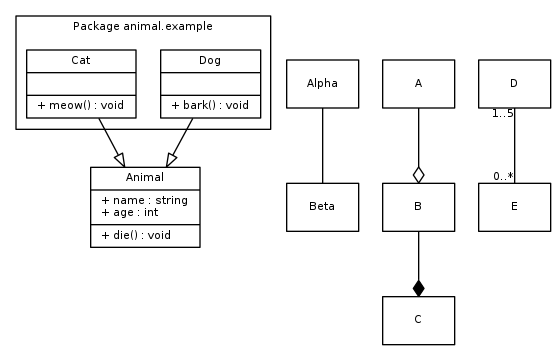 Package animal.example
Cat
+ meow() : void
Dog
+ bark() : void
Animal
+ name : string
+ age : int
+ die() : void
Alpha
Beta
A
B
C
D
1..5
0..*
E